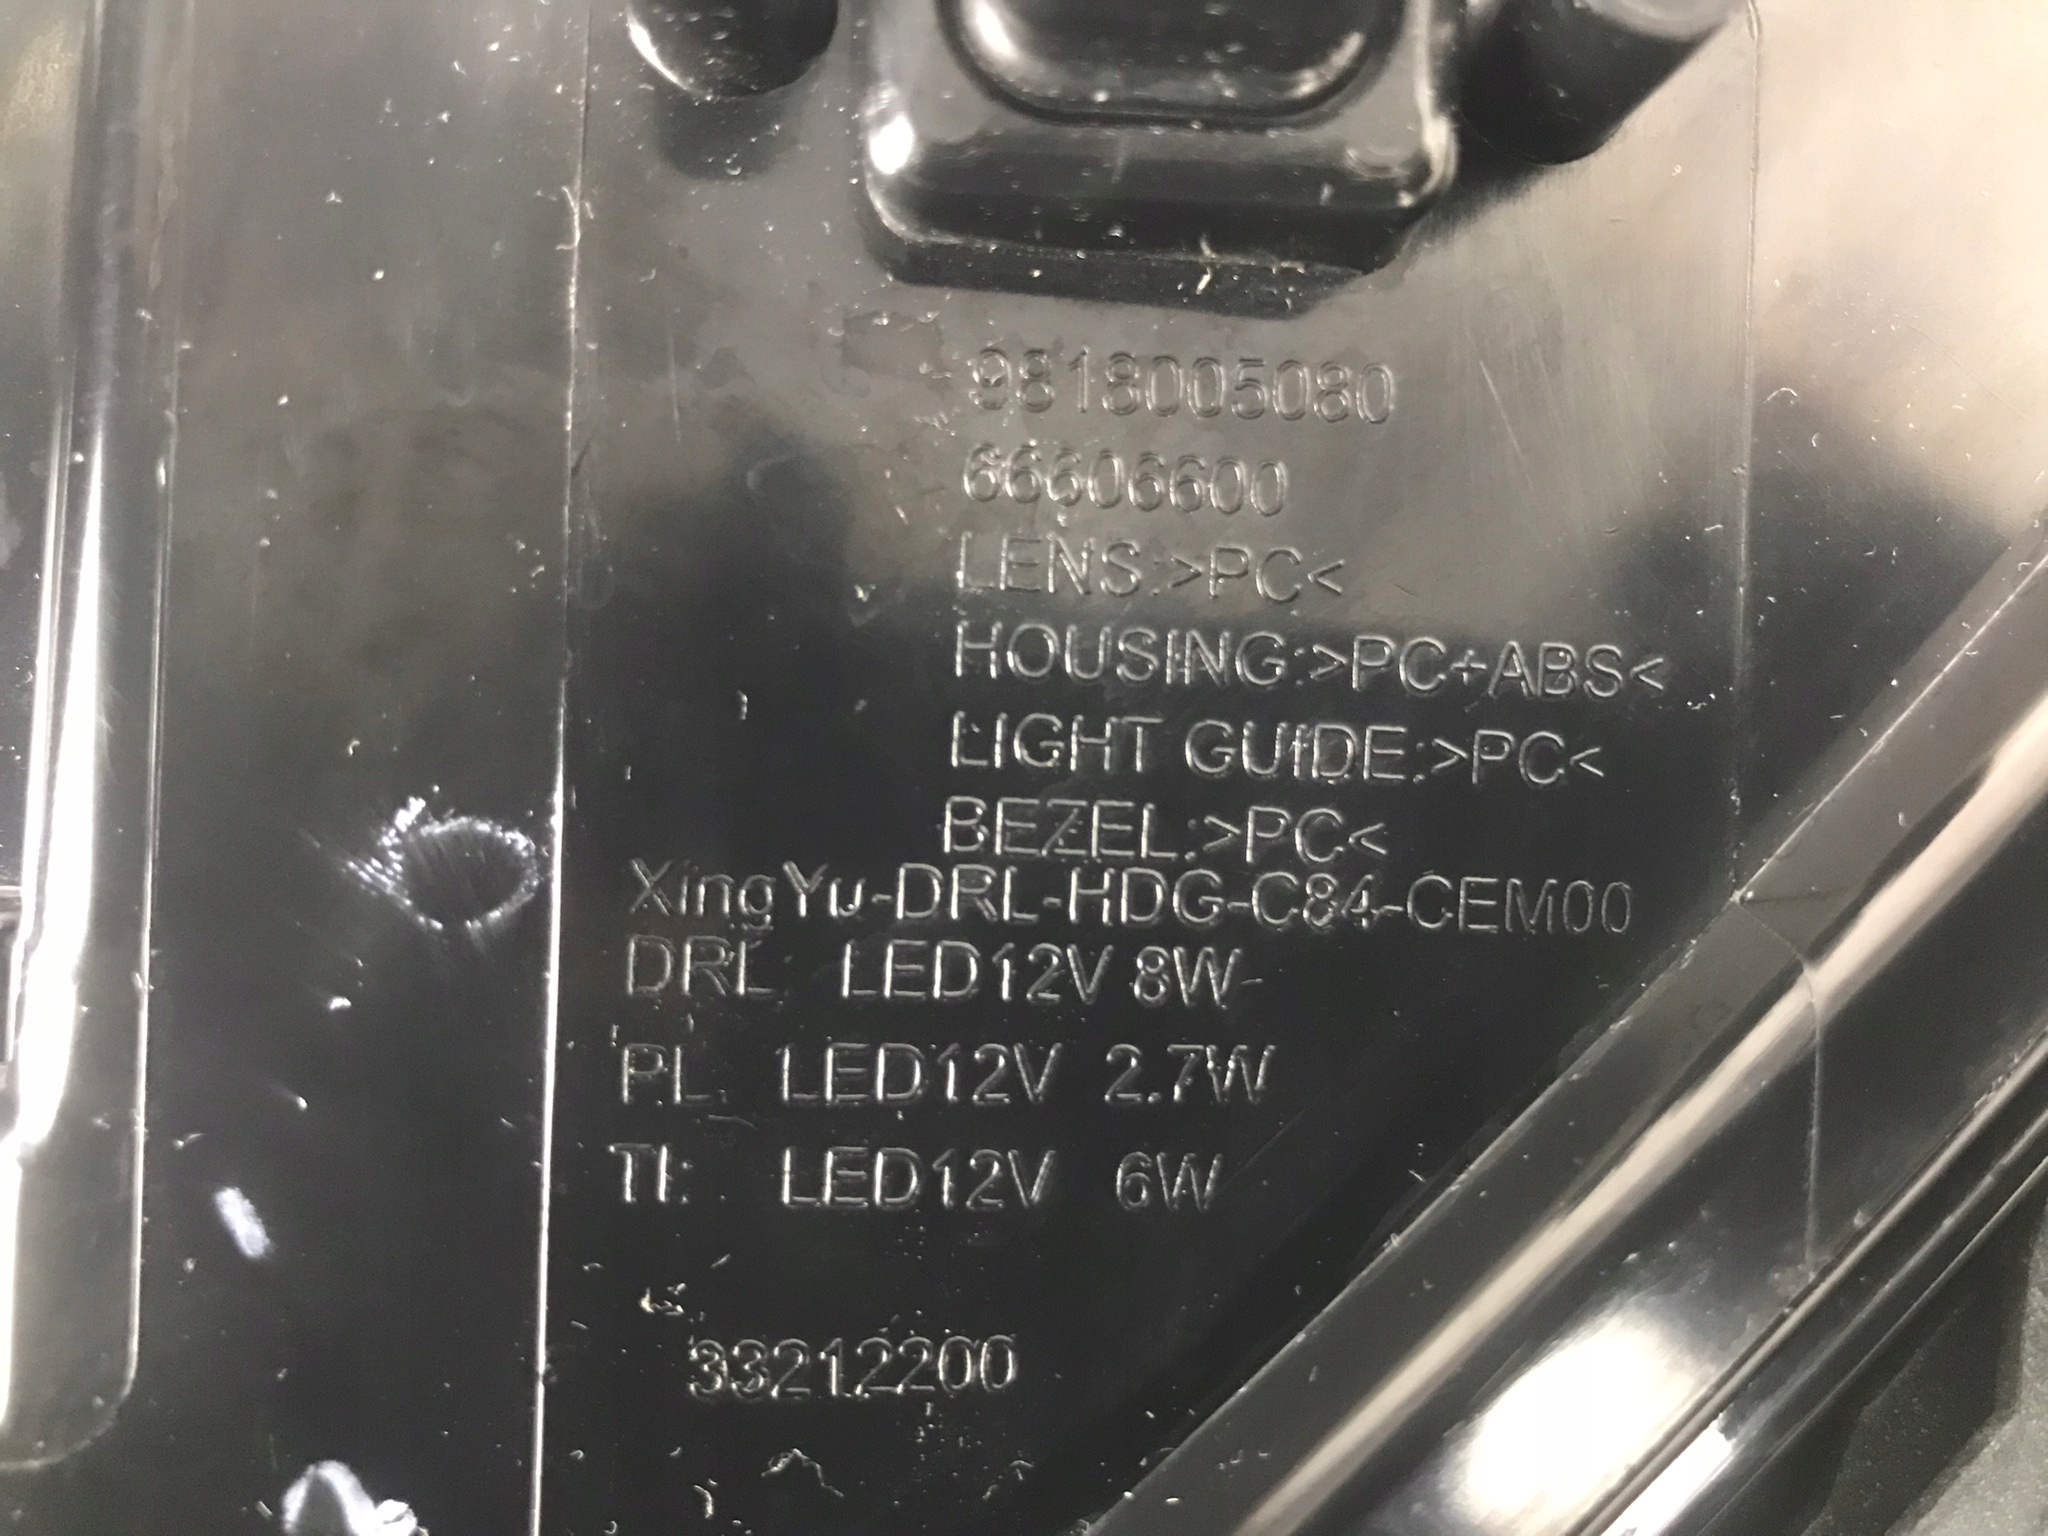 9818005080
66606600
LENS:>PC<
HOUSING:>PC+ABS<
LIGHT GUIDE:>PC<
BEZEL:>PC<
XingYu-DRL-HDG-C84-CEM00
DRL: LED12V 8W
PL: LED12V 2.7W
TI: LED12V 6W
33212200